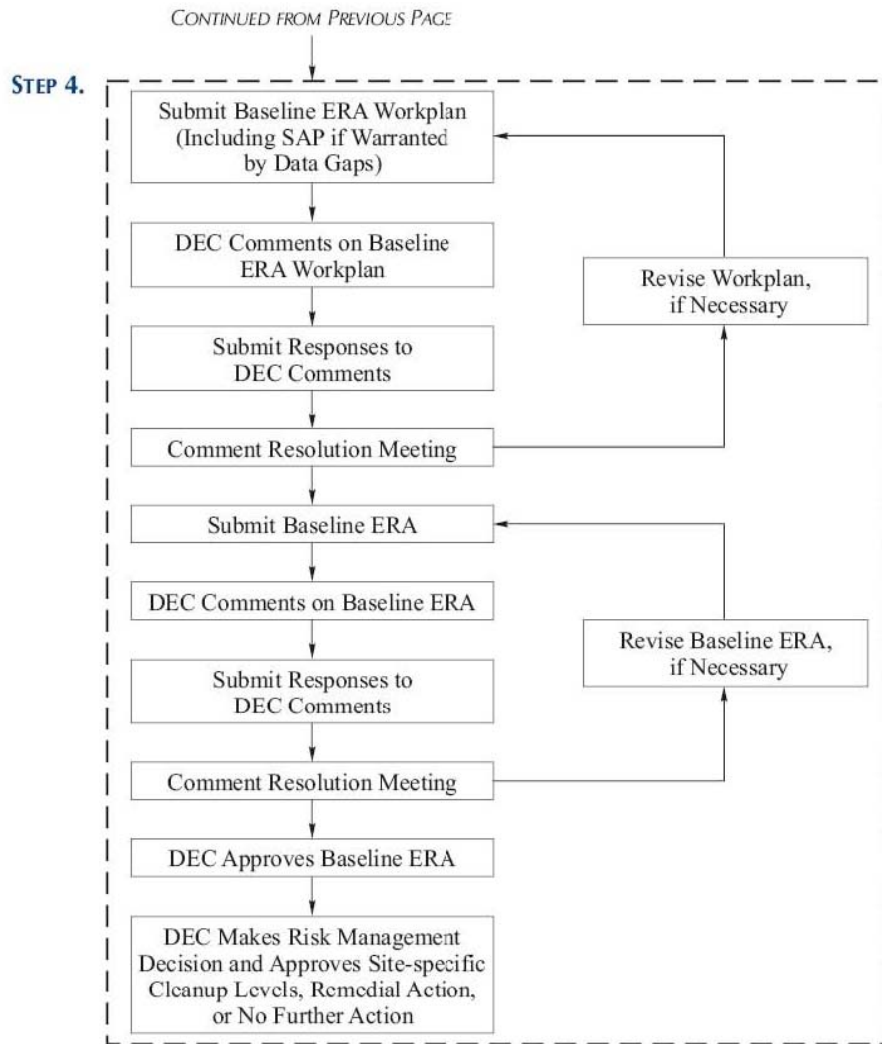 CONTINUED FROM PREVIOUS PAGE
STEP 4.
Submit Baseline ERA Workplan
(Including SAP if Warranted
by Data Gaps)
DEC Comments on Baseline
ERA Workplan
Revise Workplan,
if Necessary
Submit Responses to
DEC Comments
Comment Resolution Meeting
Submit Baseline ERA
DEC Comments on Baseline ERA
Revise Baseline ERA,
if Necessary
Submit Responses to
DEC Comments
Comment Resolution Meeting
DEC Approves Baseline ERA
DEC Makes Risk Management
Decision and Approves Site-specific
Cleanup Levels, Remedial Action,
or No Further Action